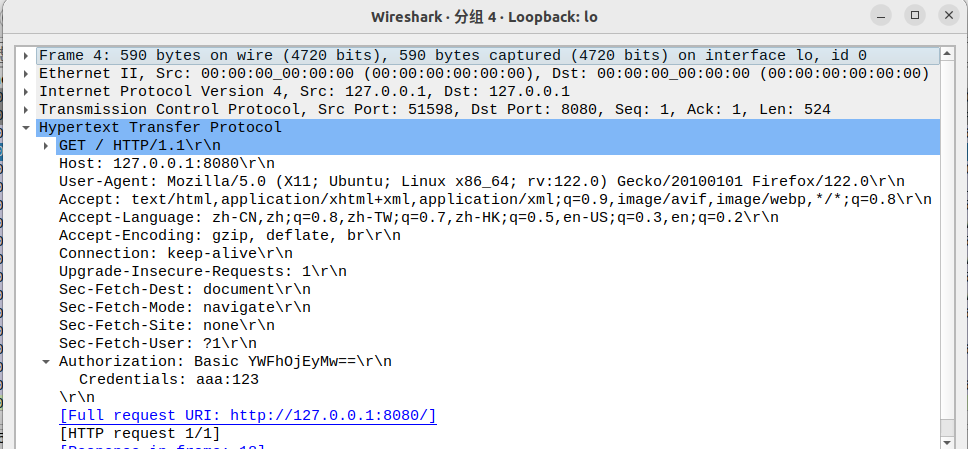 Wireshark · 分组 4 · Loopback: lo
Frame 4: 590 bytes on wire (4720 bits), 590 bytes captured (4720 bits) on interface lo, id 0
Ethernet II, Src: 00:00:00_00:00:00 (00:00:00:00:00:00), Dst: 00:00:00_00:00:00 (00:00:00:00:00:00)
Internet Protocol Version 4, Src: 127.0.0.1, Dst: 127.0.0.1
Transmission Control Protocol, Src Port: 51598, Dst Port: 8080, Seq: 1, Ack: 1, Len: 524
Hypertext Transfer Protocol
GET / HTTP/1.1\r\n
Host: 127.0.0.1:8080\r\n
User-Agent: Mozilla/5.0 (X11; Ubuntu; Linux x86_64; rv:122.0) Gecko/20100101 Firefox/122.0\r\n
Accept: text/html,application/xhtml+xml,application/xml;q=0.9,image/avif,image/webp,*/*;q=0.8\r\n
Accept-Language: zh-CN,zh;q=0.8,zh-TW;q=0.7,zh-HK;q=0.5,en-US;q=0.3,en;q=0.2\r\n
Accept-Encoding: gzip, deflate, br\r\n
Connection: keep-alive\r\n
Upgrade-Insecure-Requests: 1\r\n
Sec-Fetch-Dest: document\r\n
Sec-Fetch-Mode: navigate\r\n
Sec-Fetch-Site: none\r\n
Sec-Fetch-User: ?1\r\n
Authorization: Basic YWFhOjEyMw==\r\n
Credentials: aaa:123
\r\n
[Full request URI: http://127.0.0.1:8080/]
[HTTP request 1/1]